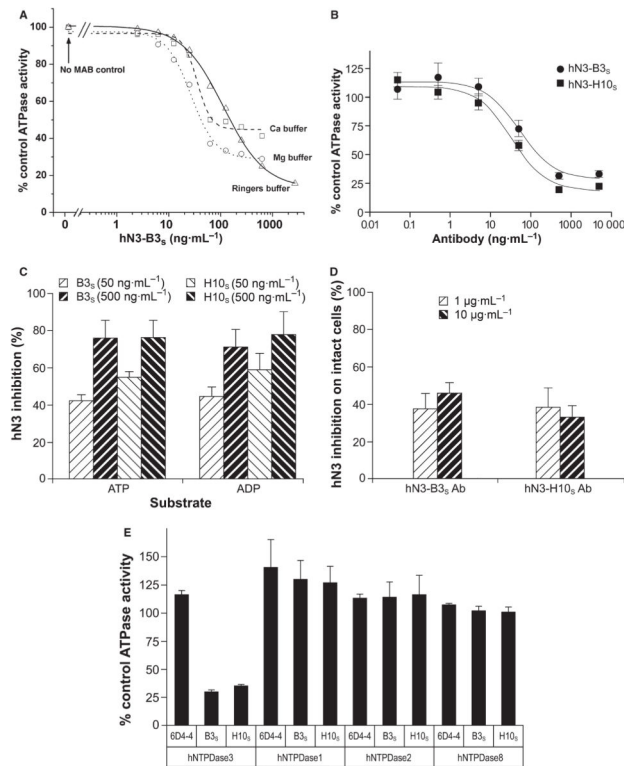 A
% control ATPase activity
100
90
80
70
60
50
40
30
20
10
0
No MAB control
Ca buffer
Mg buffer
Ringers buffer
0
1
10
100
1000
hN3-B3s (ng·mL⁻¹)
B
% control ATPase activity
125
100
75
50
25
0
hN3-B3s
hN3-H10s
0.01
0.1
1
10
100
1000
10 000
Antibody (ng·mL⁻¹)
C
B3s (50 ng·mL⁻¹)
H10s (50 ng·mL⁻¹)
B3s (500 ng·mL⁻¹)
H10s (500 ng·mL⁻¹)
hN3 inhibition (%)
100
80
60
40
20
0
ATP
ADP
Substrate
D
hN3 inhibition on intact cells (%)
100
80
60
40
20
0
1 µg·mL⁻¹
10 µg·mL⁻¹
hN3-B3s Ab
hN3-H10s Ab
E
% control ATPase activity
150
125
100
75
50
25
0
6D4-4 B3s H10s 6D4-4 B3s H10s 6D4-4 B3s H10s 6D4-4 B3s H10s
hNTPDase3 hNTPDase1 hNTPDase2 hNTPDase8